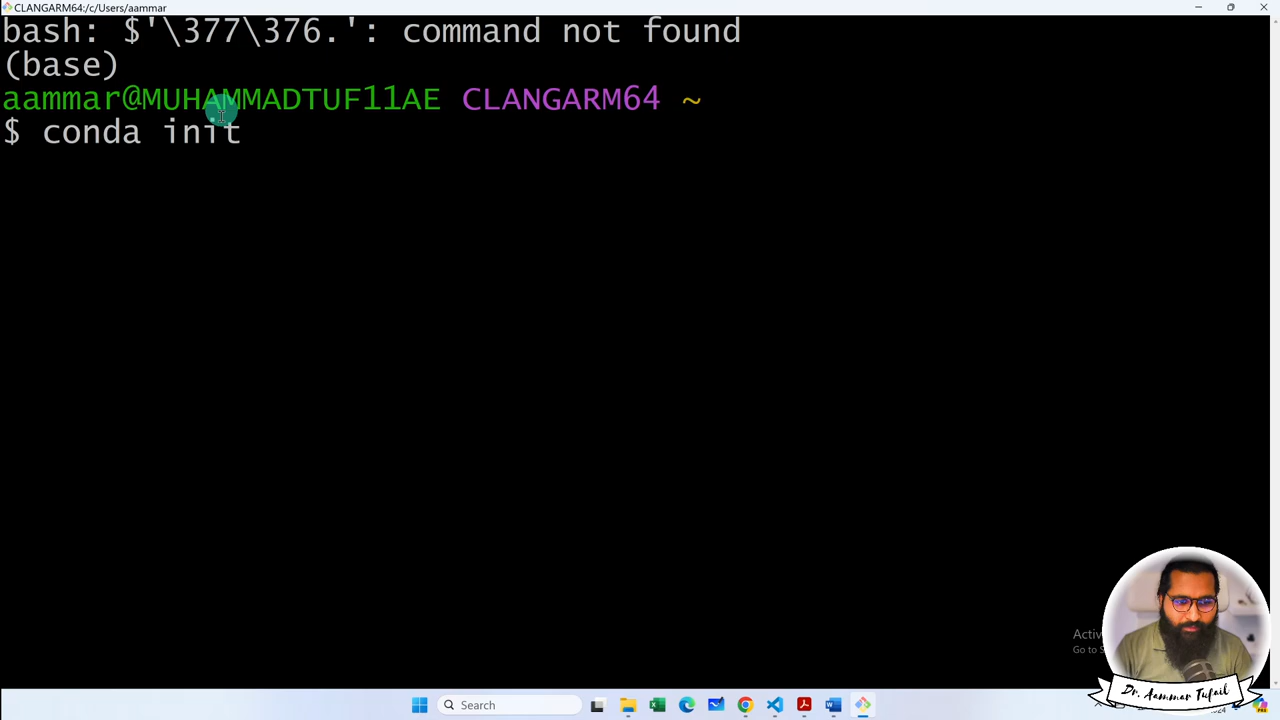 CLANGARM64:/c/Users/aammar
bash: $'\377\376.': command not found
(base)
aammar@MUHAMMADTUF11AE CLANGARM64 ~
$ conda init
Activ
Go to S
Dr. Aammar Tufail
Search